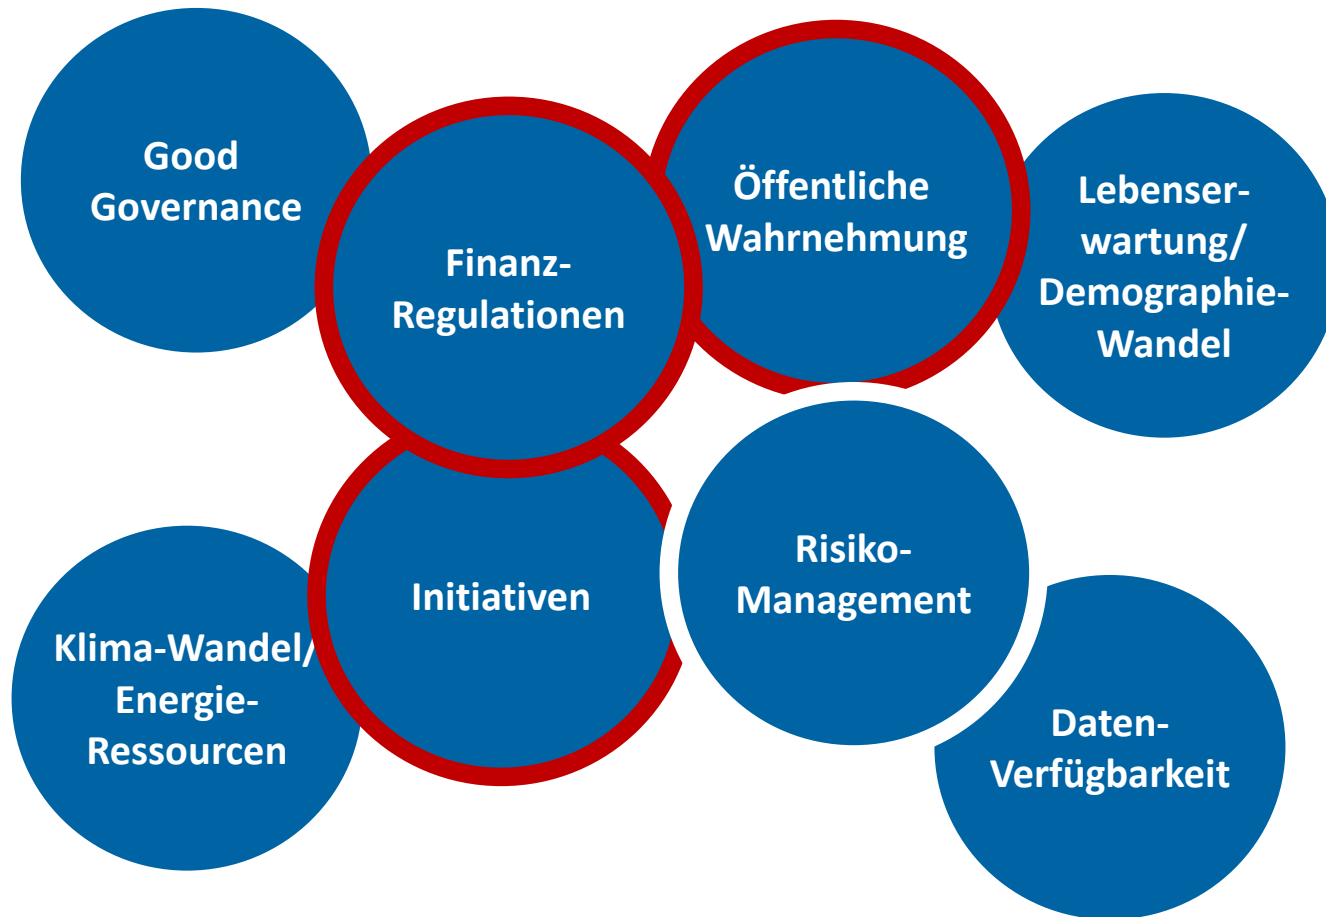 Good
Governance
Finanz-
Regulationen
Öffentliche
Wahrnehmung
Lebenser-
wartung/
Demographie-
Wandel
Initiativen
Risiko-
Management
Klima-Wandel/
Energie-
Ressourcen
Daten-
Verfügbarkeit